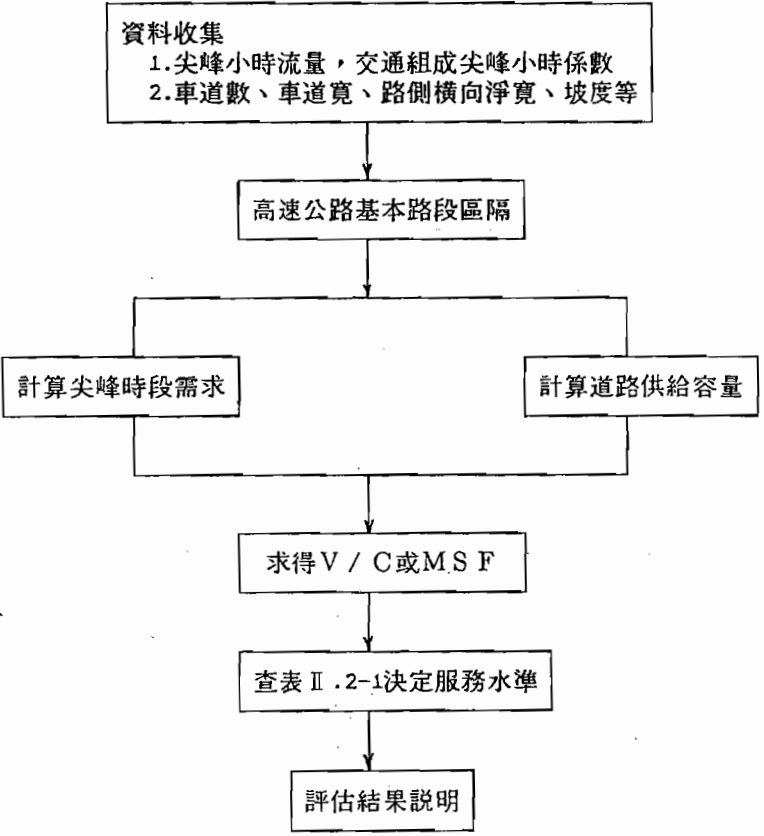 資料收集
1.尖峰小時流量，交通組成尖峰小時係數
2.車道數、車道寬、路側橫向淨寬、坡度等
高速公路基本路段區隔
計算尖峰時段需求
計算道路供給容量
求得V / C或M S F
查表Ⅱ.2-1決定服務水準
評估結果説明